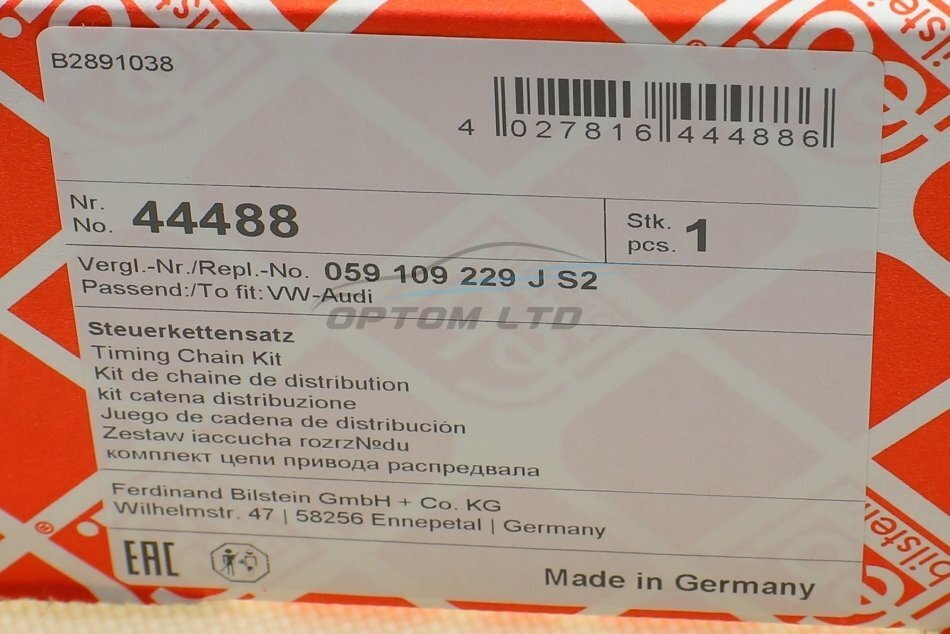 B2891038
4 027816 444886
Nr.
No. 44488
Stk.
pcs. 1
Vergl.-Nr./Repl.-No. 059 109 229 J S2
Passend:/To fit: VW-Audi
OPTOM LTD
Steuerkettensatz
Timing Chain Kit
Kit de chaine de distribution
kit catena distribuzione
Juego de cadena de distribución
Zestaw iaccucha rozrz№du
комплект цепи привода распредвала
Ferdinand Bilstein GmbH + Co. KG
Wilhelmstr. 47 | 58256 Ennepetal | Germany
EAC
Made in Germany
bilstein
bilstein